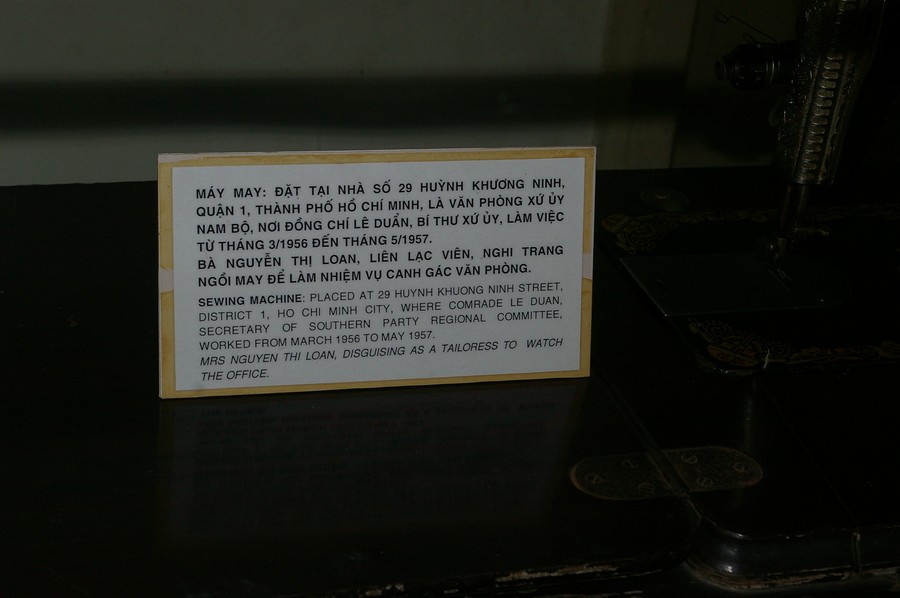 MÁY MAY: ĐẶT TẠI NHÀ SỐ 29 HUỲNH KHƯƠNG NINH,
QUẬN 1, THÀNH PHỐ HỒ CHÍ MINH, LÀ VĂN PHÒNG XỨ ỦY
NAM BỘ, NƠI ĐỒNG CHÍ LÊ DUẨN, BÍ THƯ XỨ ỦY, LÀM VIỆC
TỪ THÁNG 3/1956 ĐẾN THÁNG 5/1957.
BÀ NGUYỄN THỊ LOAN, LIÊN LẠC VIÊN, NGHI TRANG
NGỒI MAY ĐỂ LÀM NHIỆM VỤ CANH GÁC VĂN PHÒNG.
SEWING MACHINE: PLACED AT 29 HUYNH KHUONG NINH STREET,
DISTRICT 1, HO CHI MINH CITY, WHERE COMRADE LE DUAN,
SECRETARY OF SOUTHERN PARTY REGIONAL COMMITTEE,
WORKED FROM MARCH 1956 TO MAY 1957.
MRS NGUYEN THI LOAN, DISGUISING AS A TAILORESS TO WATCH
THE OFFICE.